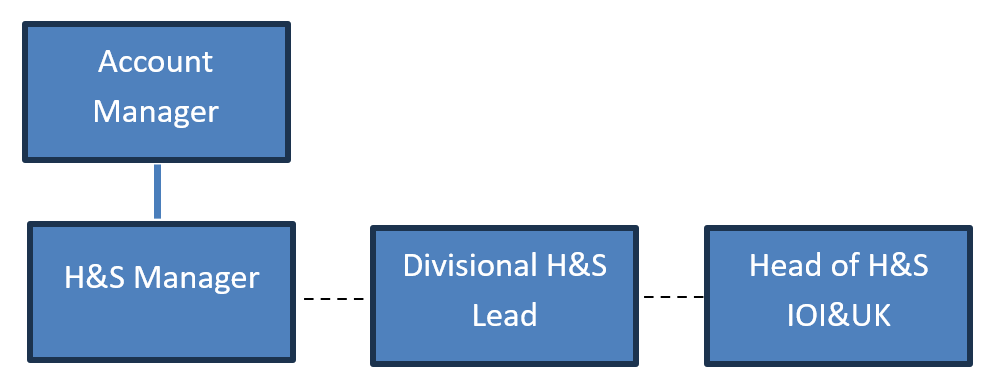 Account
Manager
H&S Manager
Divisional H&S
Lead
Head of H&S
IOI&UK